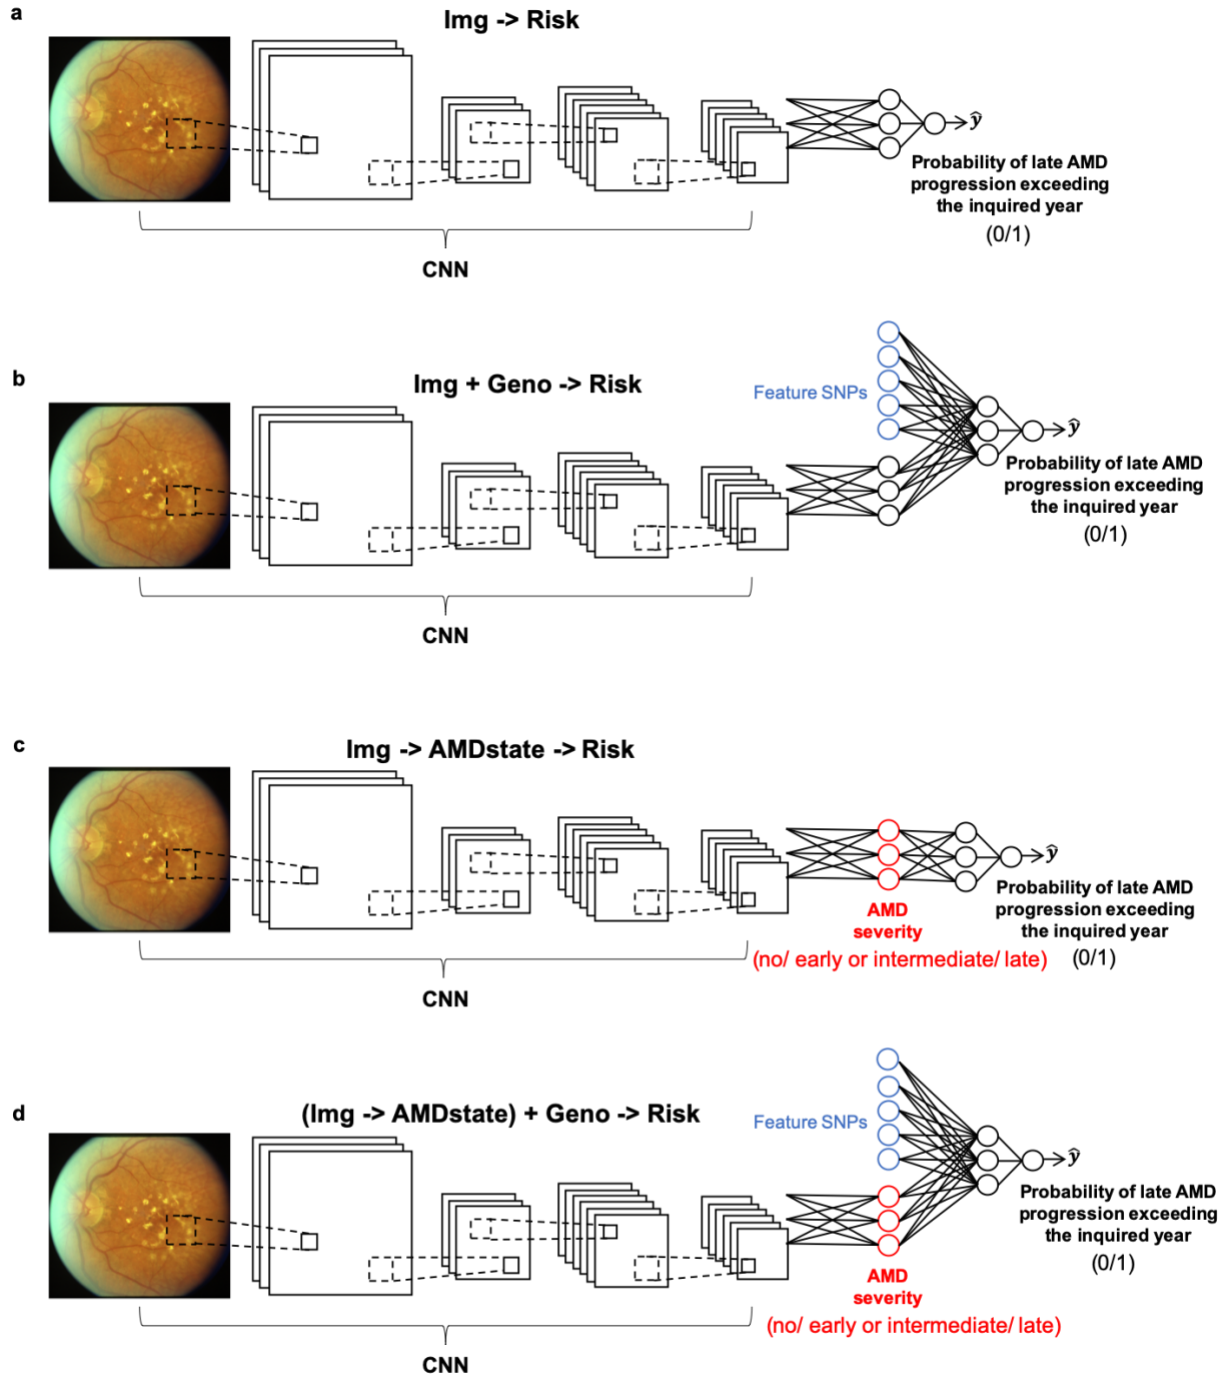 a
Img -> Risk
ŷ
Probability of late AMD
progression exceeding
the inquired year
(0/1)
CNN
b
Img + Geno -> Risk
Feature SNPs
ŷ
Probability of late AMD
progression exceeding
the inquired year
(0/1)
CNN
c
Img -> AMDstate -> Risk
ŷ
Probability of late AMD
progression exceeding
the inquired year
(0/1)
AMD
severity
(no/ early or intermediate/ late)
CNN
d
(Img -> AMDstate) + Geno -> Risk
Feature SNPs
ŷ
Probability of late AMD
progression exceeding
the inquired year
(0/1)
AMD
severity
(no/ early or intermediate/ late)
CNN